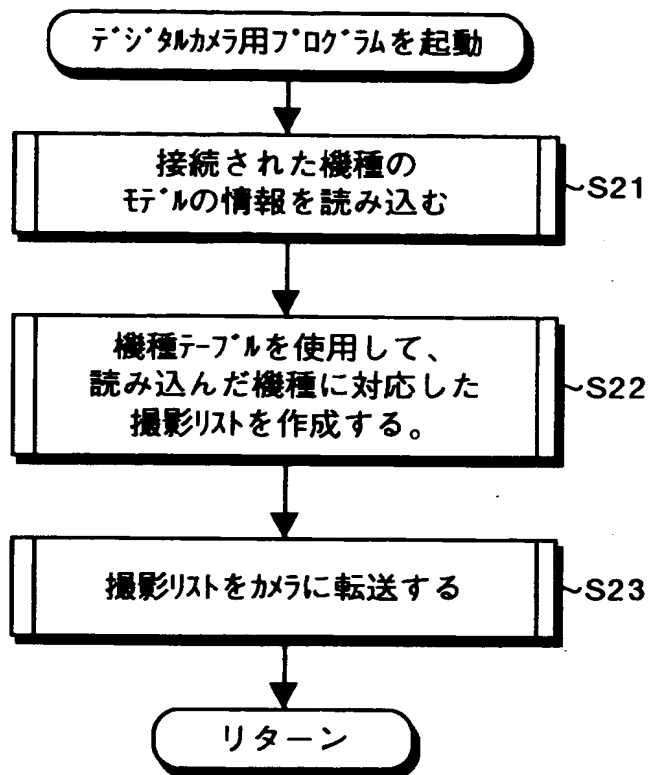 ﾃﾞｼﾞﾀﾙｶﾒﾗ用ﾌﾟﾛｸﾞﾗﾑを起動
接続された機種の
ﾓﾃﾞﾙの情報を読み込む
S21
機種ﾃｰﾌﾞﾙを使用して、
読み込んだ機種に対応した
撮影ﾘｽﾄを作成する。
S22
撮影ﾘｽﾄをｶﾒﾗに転送する
S23
リターン